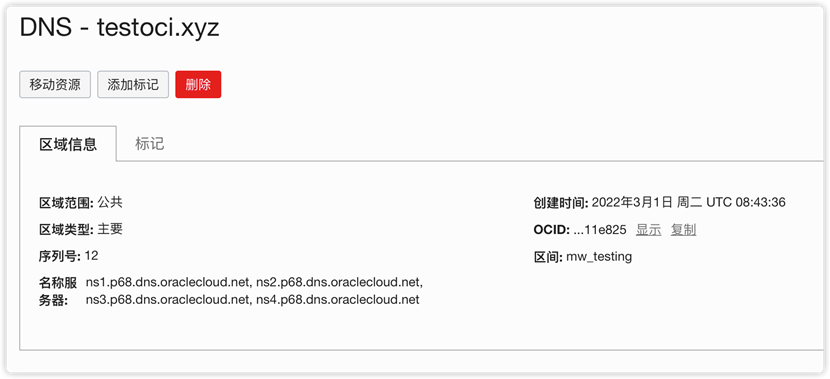 DNS - testoci.xyz
移动资源 添加标记 删除
区域信息 标记
区域范围: 公共
区域类型: 主要
序列号: 12
名称服务器: ns1.p68.dns.oraclecloud.net, ns2.p68.dns.oraclecloud.net,
ns3.p68.dns.oraclecloud.net, ns4.p68.dns.oraclecloud.net
创建时间: 2022年3月1日 周二 UTC 08:43:36
OCID: ...11e825 显示 复制
区间: mw_testing